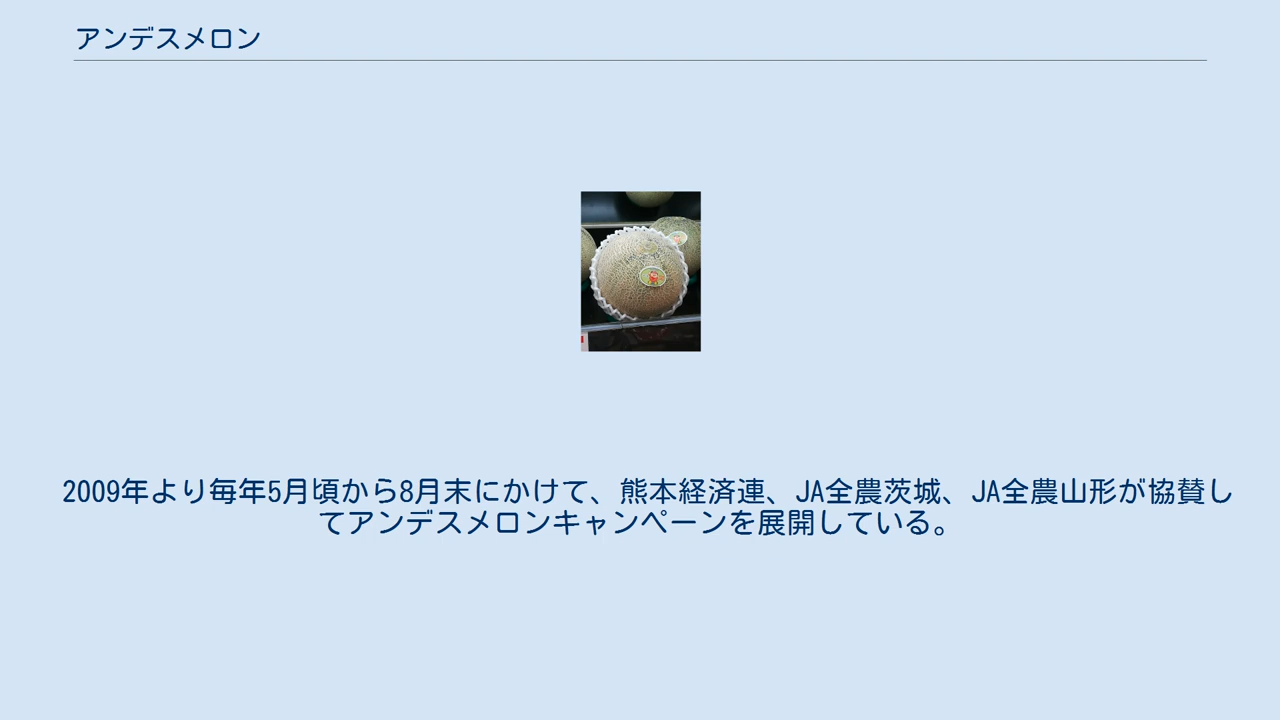 アンデスメロン
2009年より毎年5月頃から8月末にかけて、熊本経済連、JA全農茨城、JA全農山形が協賛し
てアンデスメロンキャンペーンを展開している。